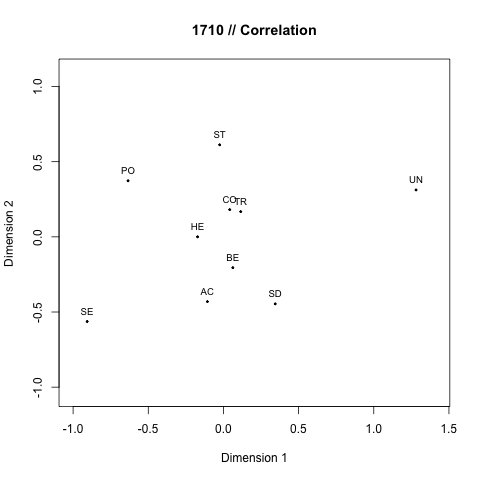 1710 // Correlation
Dimension 2
1.0
0.5
0.0
-0.5
-1.0
ST
PO
UN
CO
TR
HE
BE
AC
SD
SE
-1.0
-0.5
0.0
0.5
1.0
1.5
Dimension 1